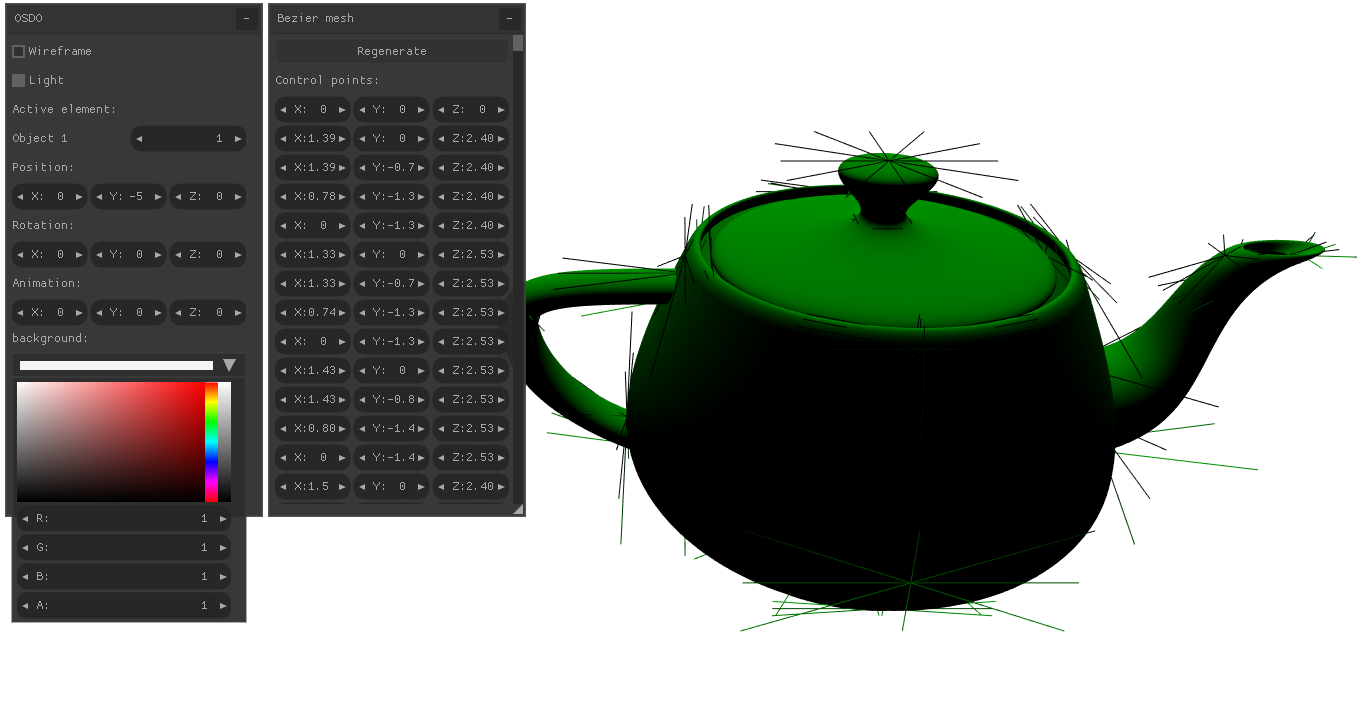 OSDO -
Wireframe
Light
Active element:
Object 1 1
Position:
X: 0 Y: -5 Z: 0
Rotation:
X: 0 Y: 0 Z: 0
Animation:
X: 0 Y: 0 Z: 0
background:
R: 1
G: 1
B: 1
A: 1
Bezier mesh -
Regenerate
Control points:
X: 0 Y: 0 Z: 0
X:1.39 Y: 0 Z:2.40
X:1.39 Y:-0.7 Z:2.40
X:0.78 Y:-1.3 Z:2.40
X: 0 Y:-1.3 Z:2.40
X:1.33 Y: 0 Z:2.53
X:1.33 Y:-0.7 Z:2.53
X:0.74 Y:-1.3 Z:2.53
X: 0 Y:-1.3 Z:2.53
X:1.43 Y: 0 Z:2.53
X:1.43 Y:-0.8 Z:2.53
X:0.80 Y:-1.4 Z:2.53
X: 0 Y:-1.4 Z:2.53
X:1.5 Y: 0 Z:2.40